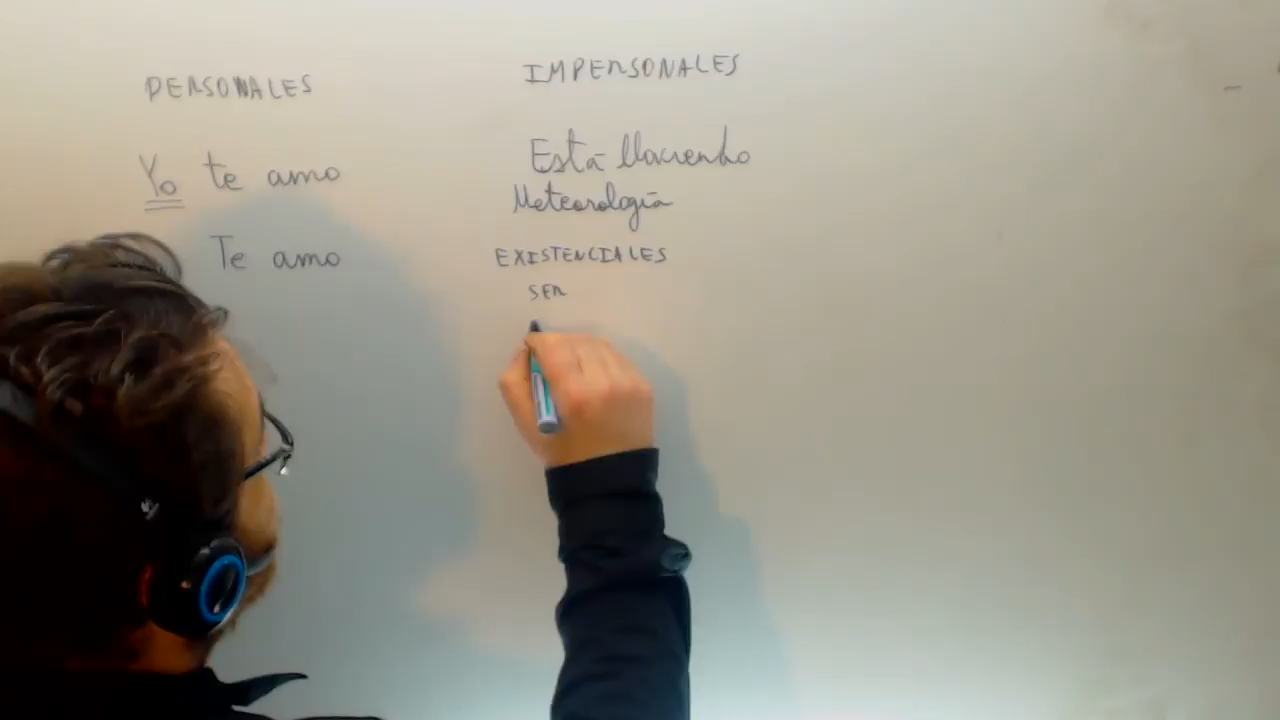 PERSONALES
Yo te amo
Te amo
IMPERSONALES
Está lloviendo
Meteorología
EXISTENCIALES
SER